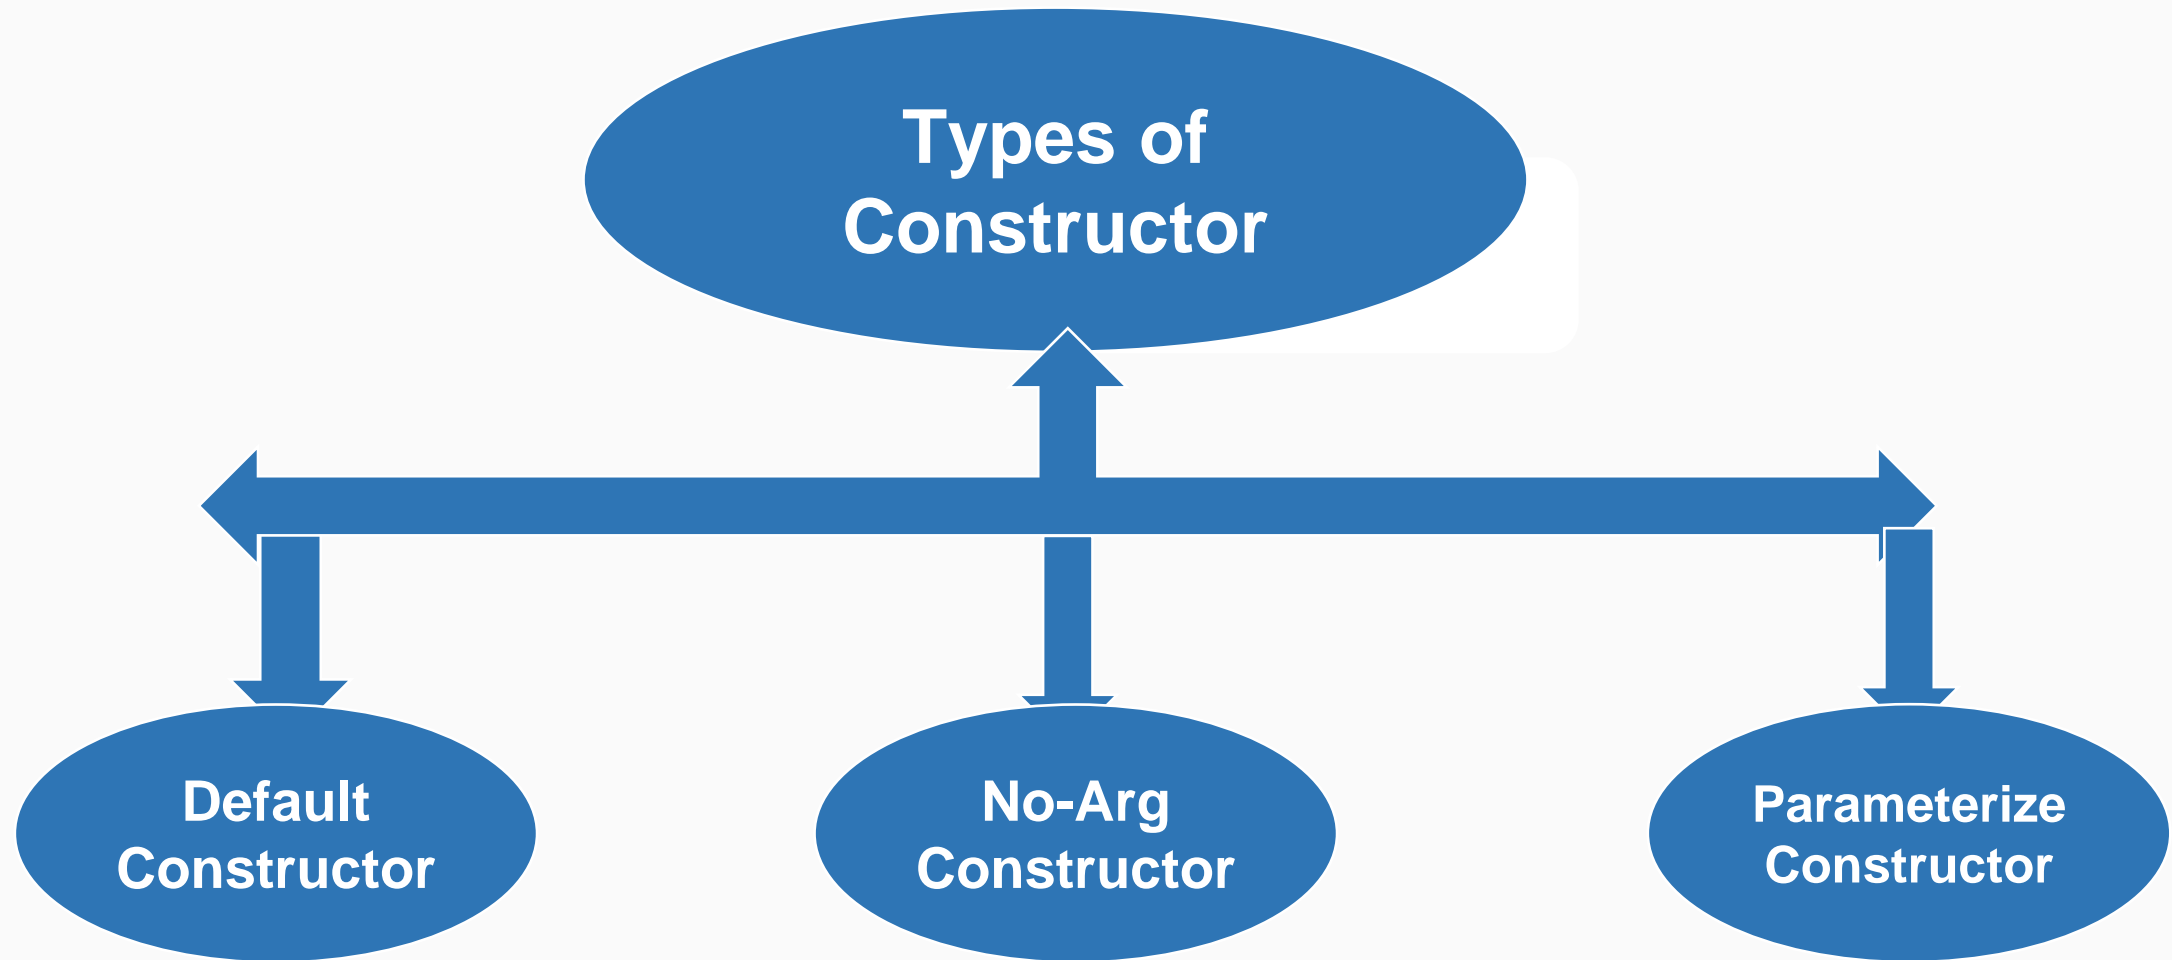 Types of
Constructor
Default
Constructor
No-Arg
Constructor
Parameterize
Constructor